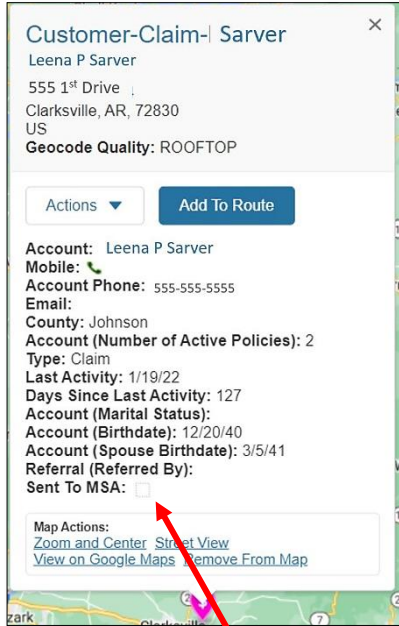 Customer-Claim- Sarver
Leena P Sarver
555 1st Drive
Clarksville, AR, 72830
US
Geocode Quality: ROOFTOP
Actions
Add To Route
Account: Leena P Sarver
Mobile:
Account Phone: 555-555-5555
Email:
County: Johnson
Account (Number of Active Policies): 2
Type: Claim
Last Activity: 1/19/22
Days Since Last Activity: 127
Account (Marital Status):
Account (Birthdate): 12/20/40
Account (Spouse Birthdate): 3/5/41
Referral (Referred By):
Sent To MSA:
Map Actions:
Zoom and Center Street View
View on Google Maps Remove From Map
zark
7